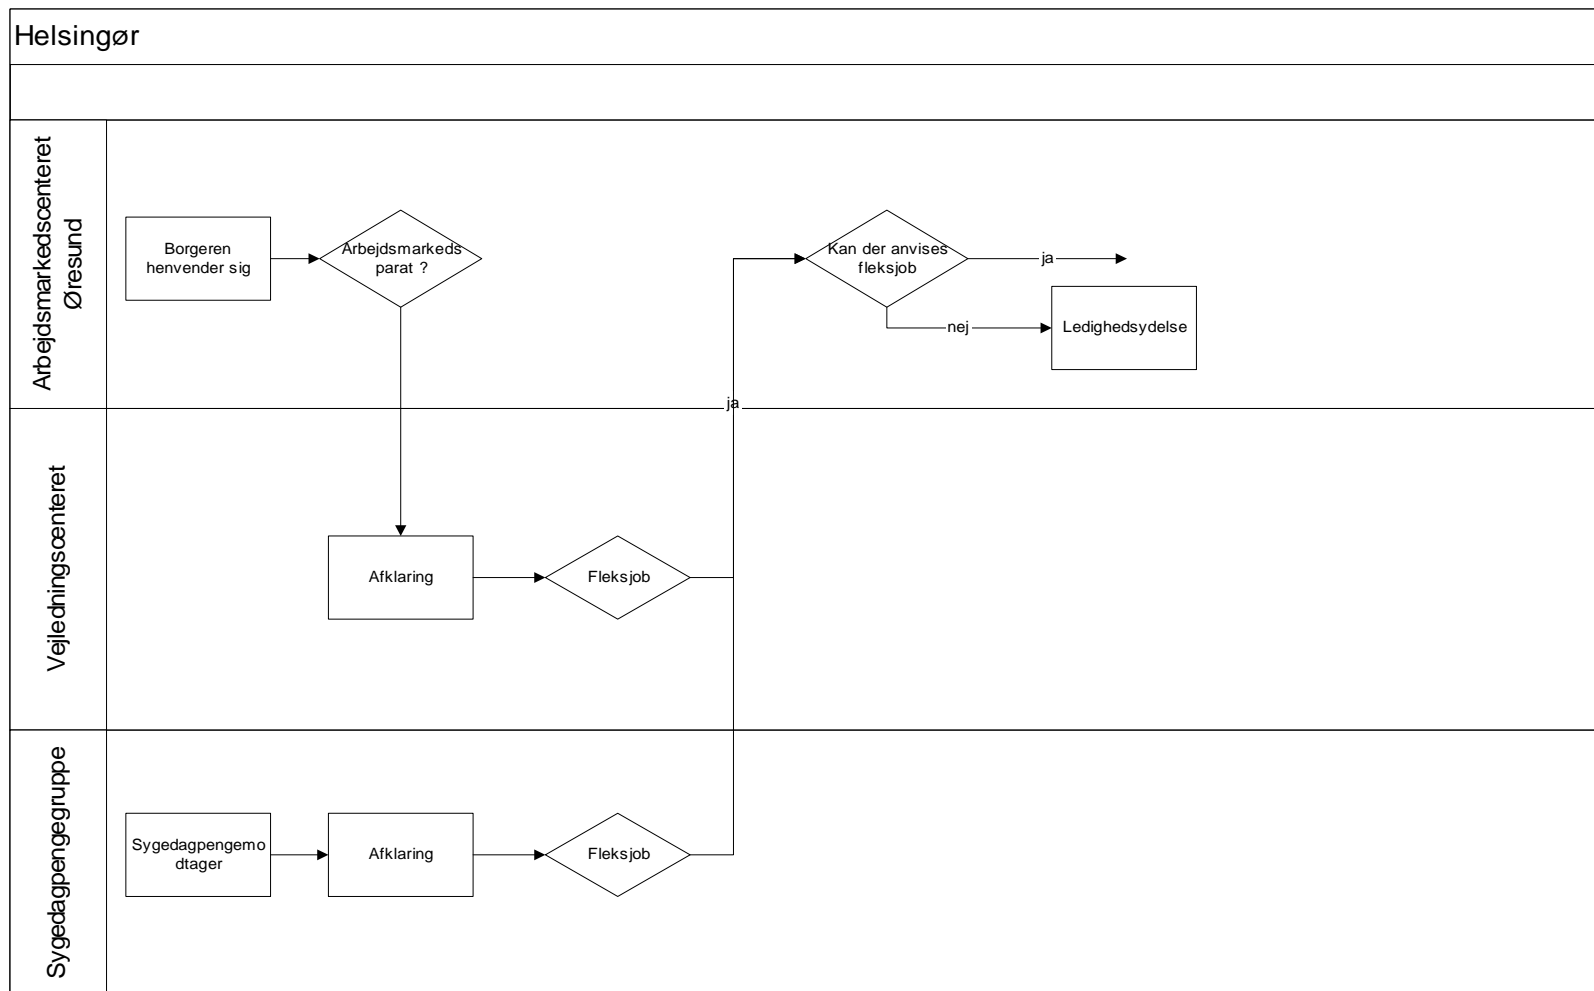 Helsingør
Arbejdsmarkedscenteret
Øresund
Borgeren
henvender sig
Arbejdsmarkeds
parat ?
Kan der anvises
fleksjob
ja
nej
Ledighedsydelse
ja
Vejledningscenteret
Afklaring
Fleksjob
Sygedagpengegruppe
Sygedagpengemo
dtager
Afklaring
Fleksjob